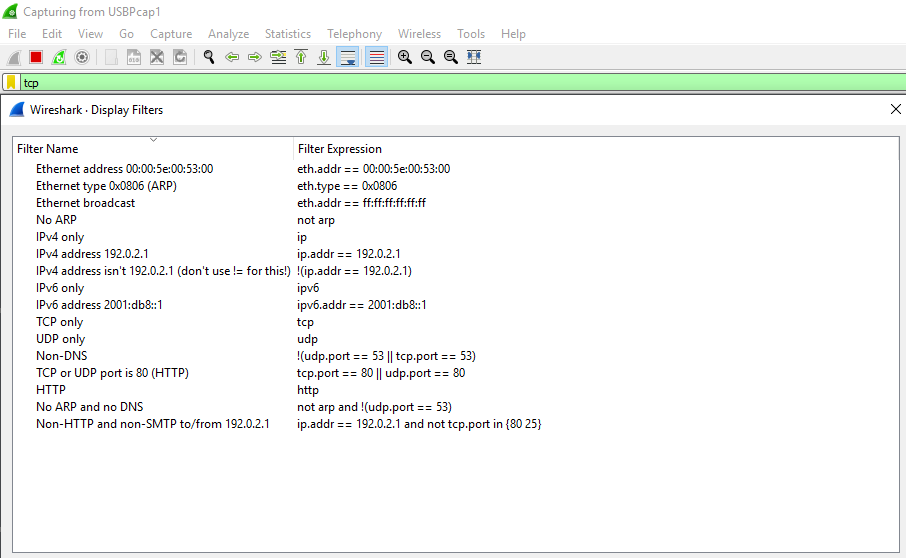 Capturing from USBPcap1
File Edit View Go Capture Analyze Statistics Telephony Wireless Tools Help
tcp
Wireshark · Display Filters
Filter Name Filter Expression
Ethernet address 00:00:5e:00:53:00 eth.addr == 00:00:5e:00:53:00
Ethernet type 0x0806 (ARP) eth.type == 0x0806
Ethernet broadcast eth.addr == ff:ff:ff:ff:ff:ff
No ARP not arp
IPv4 only ip
IPv4 address 192.0.2.1 ip.addr == 192.0.2.1
IPv4 address isn't 192.0.2.1 (don't use != for this!) !(ip.addr == 192.0.2.1)
IPv6 only ipv6
IPv6 address 2001:db8::1 ipv6.addr == 2001:db8::1
TCP only tcp
UDP only udp
Non-DNS !(udp.port == 53 || tcp.port == 53)
TCP or UDP port is 80 (HTTP) tcp.port == 80 || udp.port == 80
HTTP http
No ARP and no DNS not arp and !(udp.port == 53)
Non-HTTP and non-SMTP to/from 192.0.2.1 ip.addr == 192.0.2.1 and not tcp.port in {80 25}